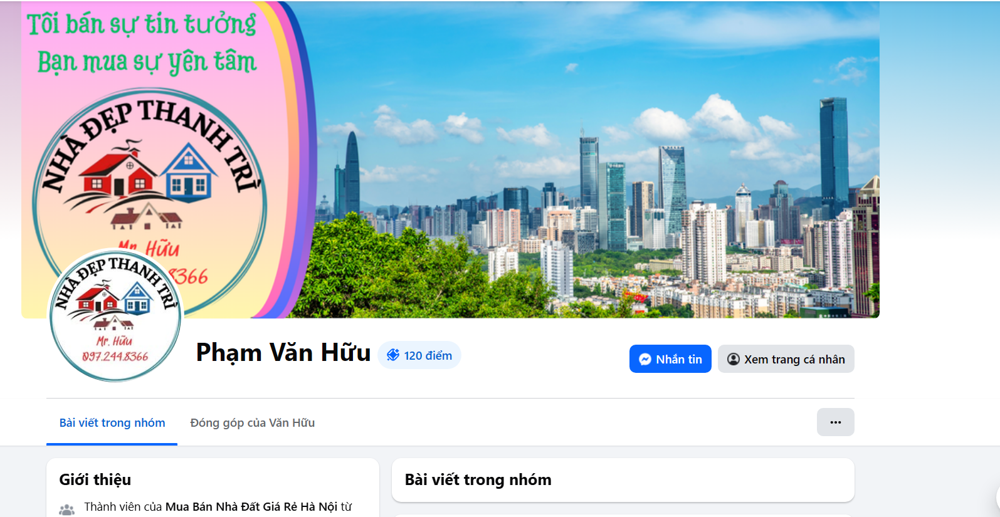 Tôi bán sự tin tưởng
Bạn mua sự yên tâm
NHÀ ĐẸP THANH TRÌ
Mr. Hữu
8366
NHÀ ĐẸP THANH TRÌ
Mr. Hữu
097.244.8366
Phạm Văn Hữu
120 điểm
Nhắn tin
Xem trang cá nhân
Bài viết trong nhóm
Đóng góp của Văn Hữu
Giới thiệu
Thành viên của Mua Bán Nhà Đất Giá Rẻ Hà Nội từ
Bài viết trong nhóm